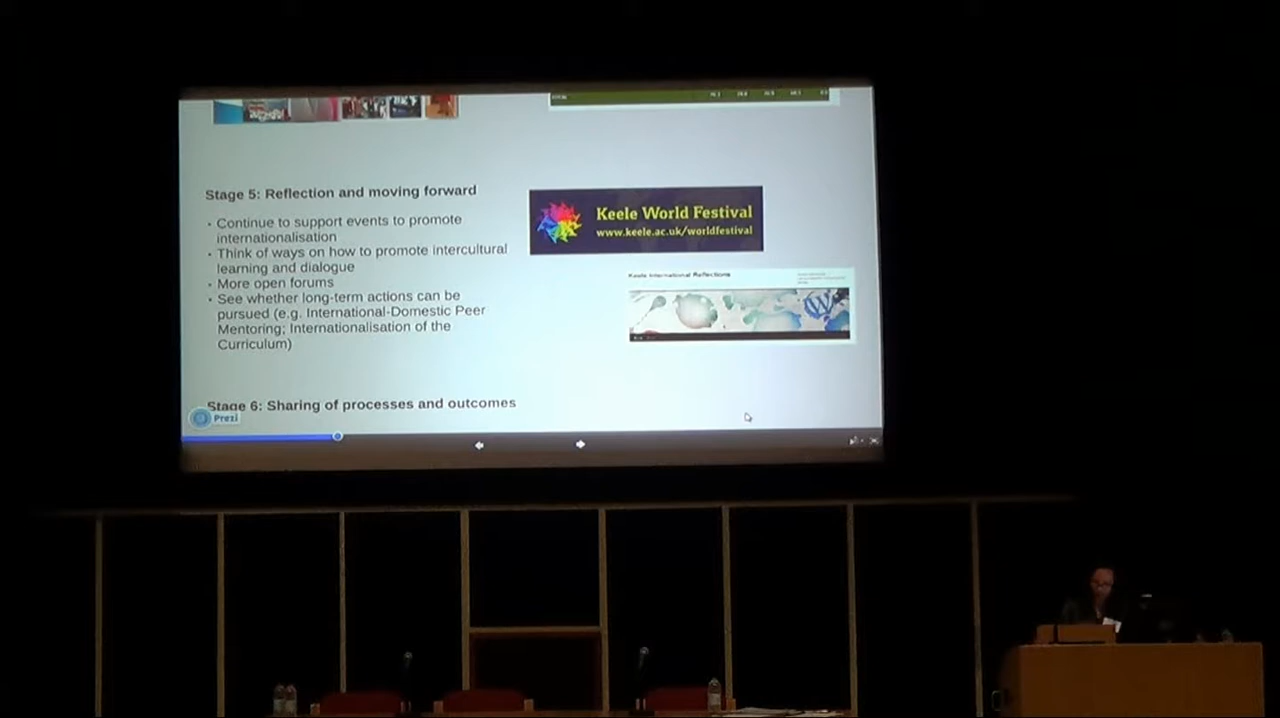 Stage 5: Reflection and moving forward
• Continue to support events to promote
internationalisation
• Think of ways on how to promote intercultural
learning and dialogue
• More open forums
• See whether long-term actions can be
pursued (e.g. International-Domestic Peer
Mentoring; Internationalisation of the
Curriculum)
Keele World Festival
www.keele.ac.uk/worldfestival
Keele International Reflections
Stage 6: Sharing of processes and outcomes
Prezi